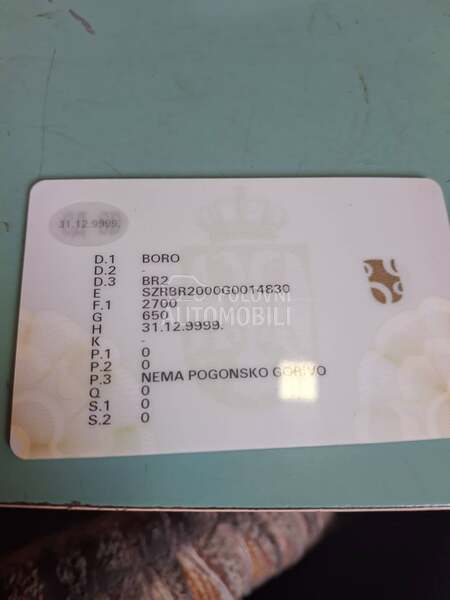 31.12.9999.
D.1 BORO
D.2 -
D.3 BR2
E SZRBR2000G0014830
F.1 2700
G 650
H 31.12.9999.
K -
P.1 0
P.2 0
P.3 NEMA POGONSKO GORIVO
Q 0
S.1 0
S.2 0
POLOVNI
AUTOMOBILI